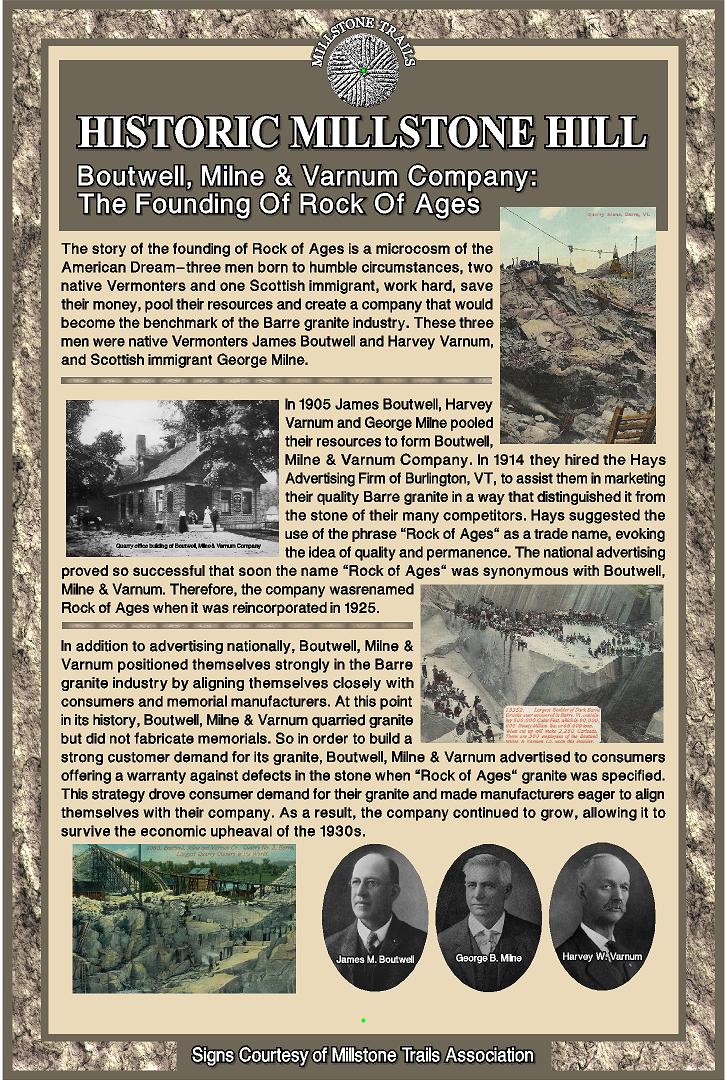 MILLSTONE TRAILS
HISTORIC MILLSTONE HILL
Boutwell, Milne & Varnum Company:
The Founding Of Rock Of Ages
The story of the founding of Rock of Ages is a microcosm of the
American Dream–three men born to humble circumstances, two
native Vermonters and one Scottish immigrant, work hard, save
their money, pool their resources and create a company that would
become the benchmark of the Barre granite industry. These three
men were native Vermonters James Boutwell and Harvey Varnum,
and Scottish immigrant George Milne.
In 1905 James Boutwell, Harvey
Varnum and George Milne pooled
their resources to form Boutwell,
Milne & Varnum Company. In 1914 they hired the Hays
Advertising Firm of Burlington, VT, to assist them in marketing
their quality Barre granite in a way that distinguished it from
the stone of their many competitors. Hays suggested the
use of the phrase "Rock of Ages" as a trade name, evoking
the idea of quality and permanence. The national advertising
proved so successful that soon the name "Rock of Ages" was synonymous with Boutwell,
Milne & Varnum. Therefore, the company wasrenamed
Rock of Ages when it was reincorporated in 1925.
Quarry office building of Boutwell, Milne & Varnum Company
In addition to advertising nationally, Boutwell, Milne &
Varnum positioned themselves strongly in the Barre
granite industry by aligning themselves closely with
consumers and memorial manufacturers. At this point
in its history, Boutwell, Milne & Varnum quarried granite
but did not fabricate memorials. So in order to build a
strong customer demand for its granite, Boutwell, Milne & Varnum advertised to consumers
offering a warranty against defects in the stone when "Rock of Ages" granite was specified.
This strategy drove consumer demand for their granite and made manufacturers eager to align
themselves with their company. As a result, the company continued to grow, allowing it to
survive the economic upheaval of the 1930s.
James M. Boutwell
George B. Milne
Harvey W. Varnum
Signs Courtesy of Millstone Trails Association